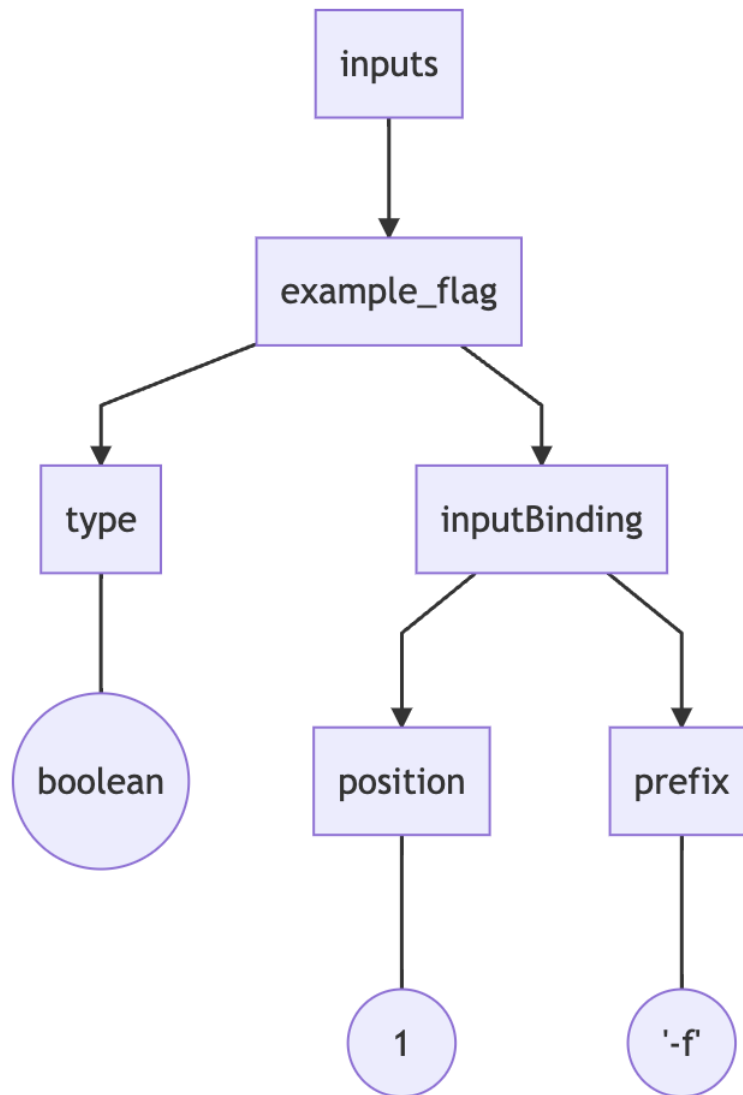 inputs
example_flag
type
inputBinding
boolean
position
prefix
1
'-f'